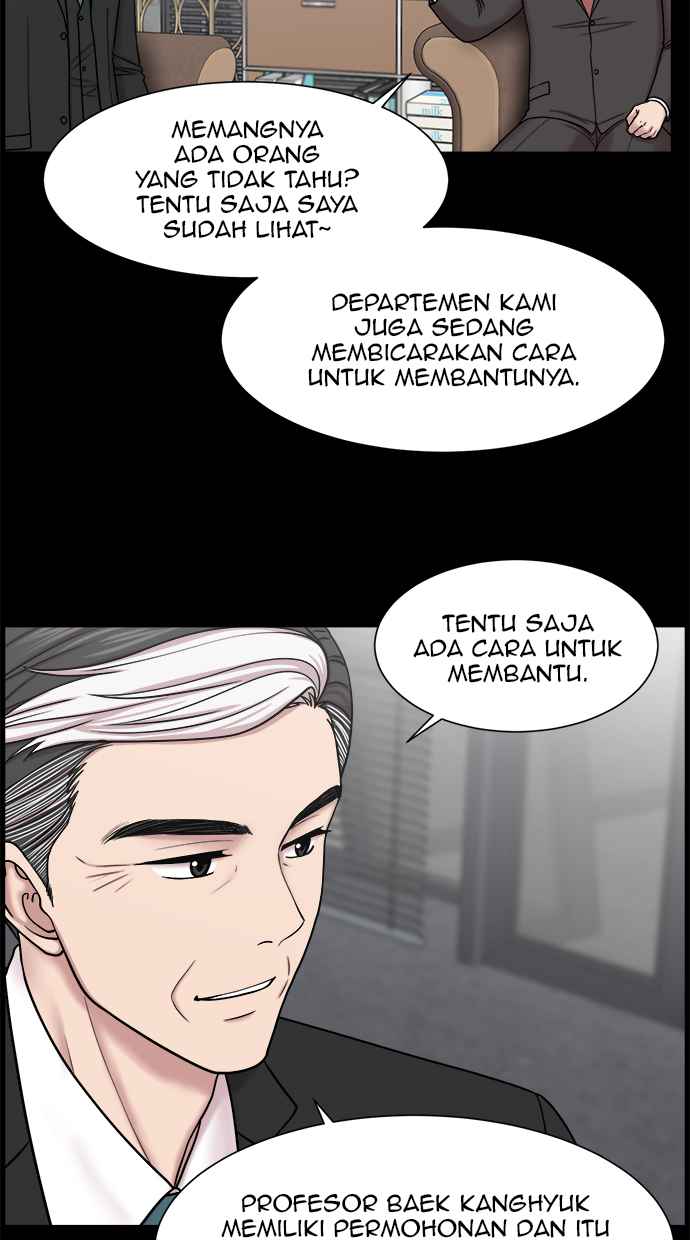 milk
MEMANGNYA
ADA ORANG
YANG TIDAK TAHU?
TENTU SAJA SAYA
SUDAH LIHAT~
DEPARTEMEN KAMI
JUGA SEDANG
MEMBICARAKAN CARA
UNTUK MEMBANTUNYA.
TENTU SAJA
ADA CARA UNTUK
MEMBANTU.
PROFESOR BAEK KANGHYUK
MEMILIKI PERMOHONAN DAN ITU